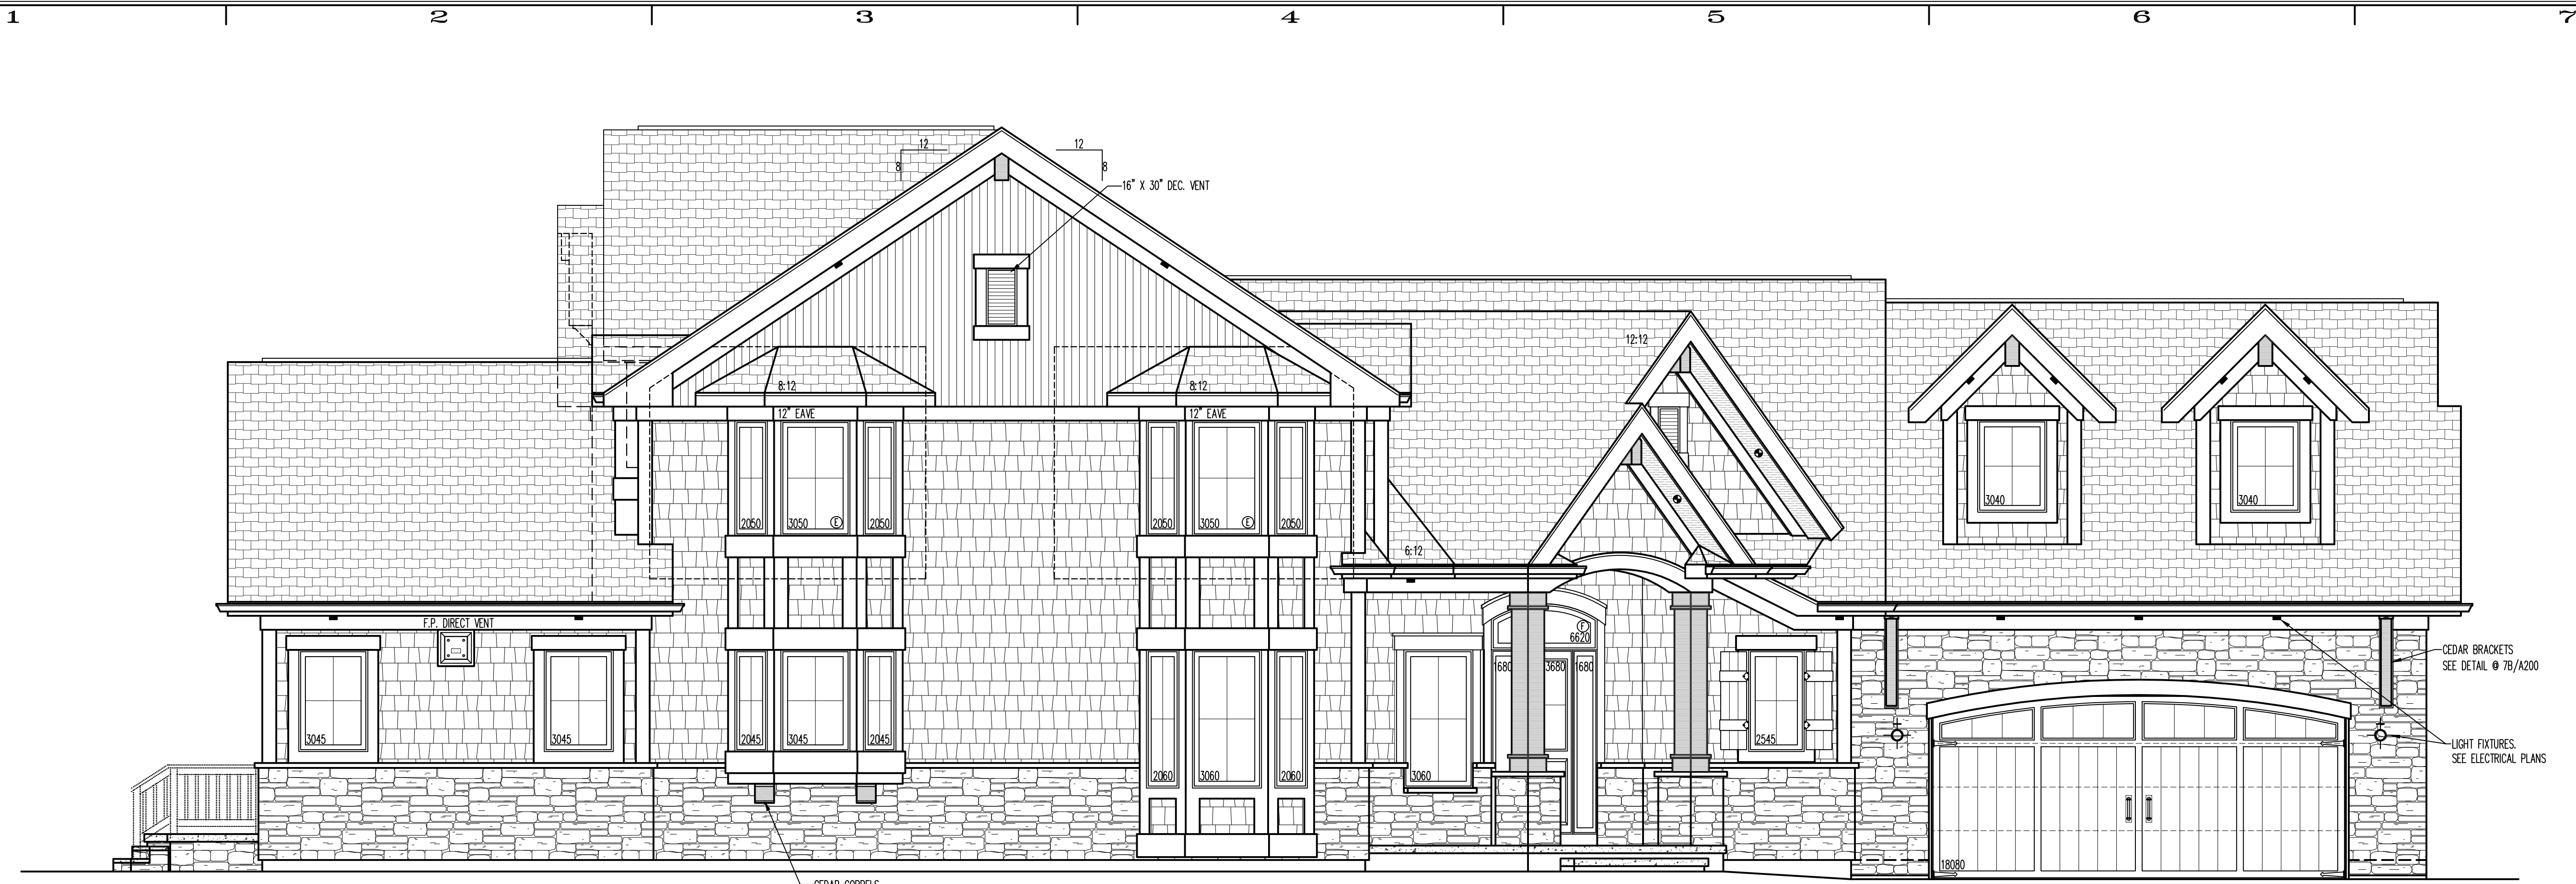 1 2 3 4 5 6 7
12 12
8 8
16" X 30" DEC. VENT
12:12
8:12 8:12
12" EAVE 12" EAVE
3040 3040
2050 3050 E 2050 2050 3050 E 2050
6:12
F.P. DIRECT VENT
F
6620
CEDAR BRACKETS
SEE DETAIL @ 7B/A200
1680 3680 1680
3045 3045 2045 3045 2045 2545
LIGHT FIXTURES.
SEE ELECTRICAL PLANS
2060 3060 2060 3060
18080
CEDAR CORBELS